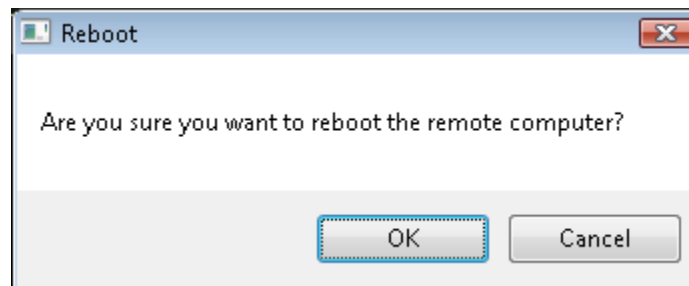 Reboot
Are you sure you want to reboot the remote computer?
OK
Cancel